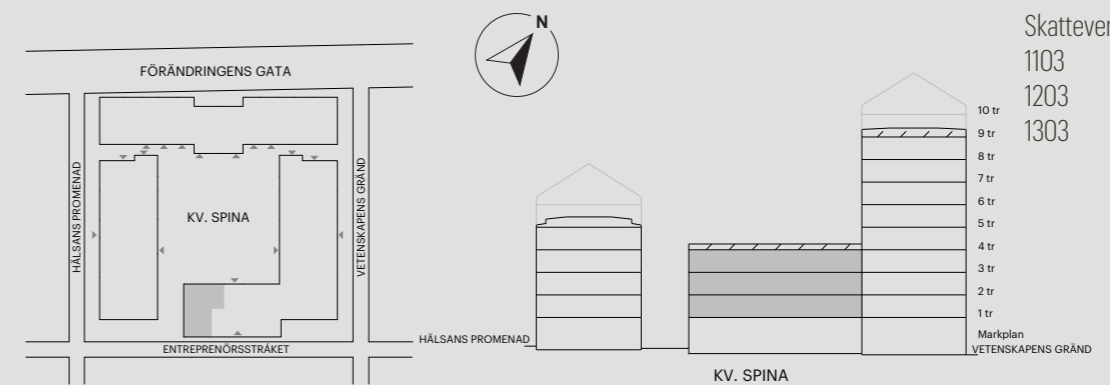 FÖRÄNDRINGENS GATA
HÄLSANS PROMENAD
KV. SPINA
VETENSKAPENS GRÄND
ENTREPRENÖRSSTRÅKET
N
10 tr
9 tr
8 tr
7 tr
6 tr
5 tr
4 tr
3 tr
2 tr
1 tr
Markplan
HÄLSANS PROMENAD
VETENSKAPENS GRÄND
KV. SPINA
1103
1203
1303